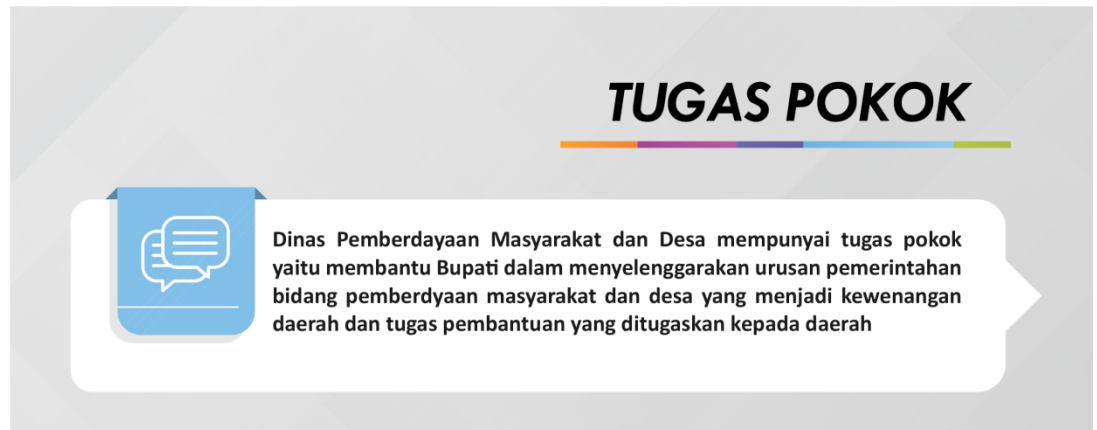 TUGAS POKOK
Dinas Pemberdayaan Masyarakat dan Desa mempunyai tugas pokok
yaitu membantu Bupati dalam menyelenggarakan urusan pemerintahan
bidang pemberdyaan masyarakat dan desa yang menjadi kewenangan
daerah dan tugas pembantuan yang ditugaskan kepada daerah